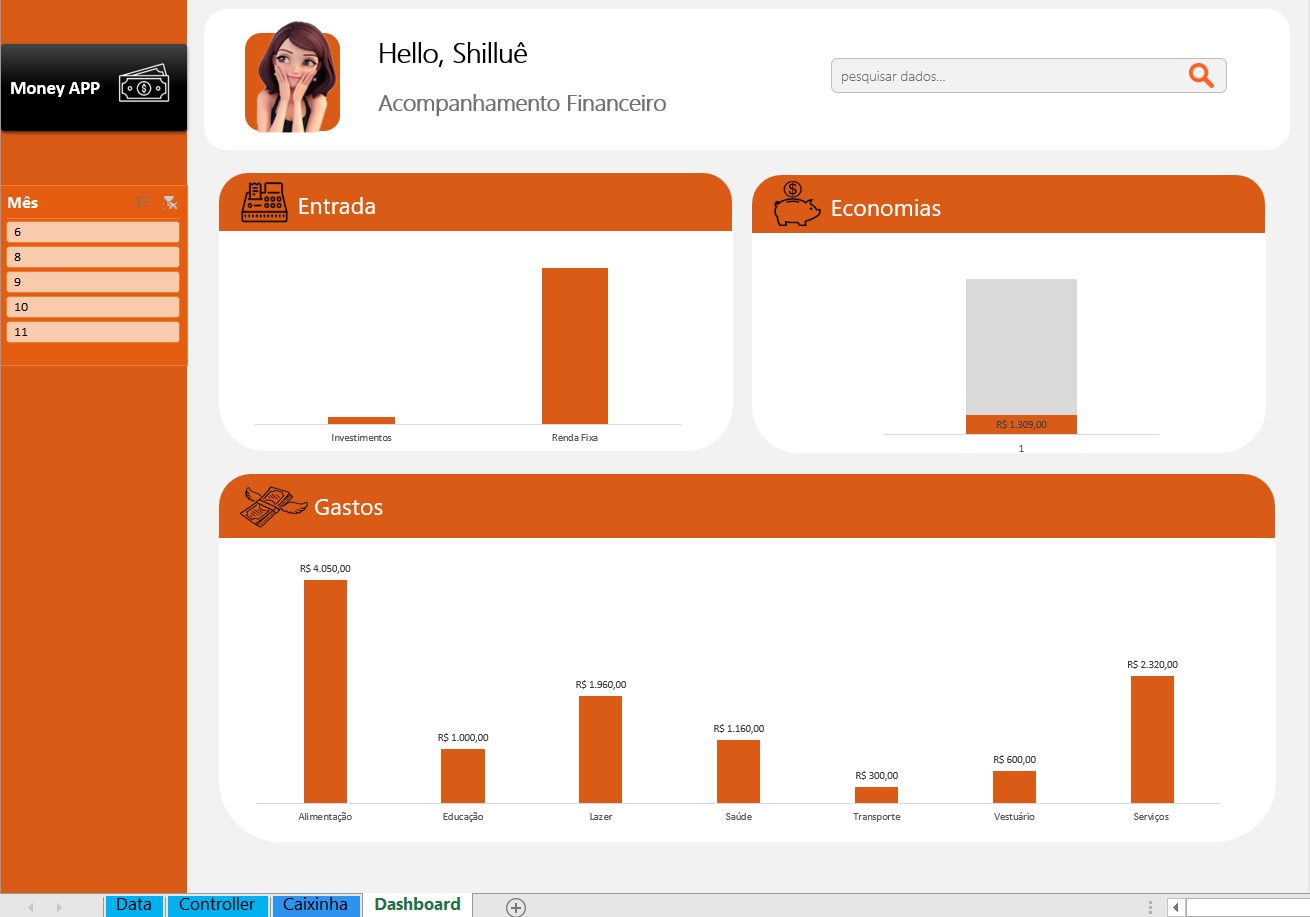 Money APP
Hello, Shilluê
Acompanhamento Financeiro
pesquisar dados...
Mês
6
8
9
10
11
Entrada
Investimentos
Renda Fixa
$
Economias
R$ 1.309,00
1
Gastos
R$ 4.050,00
R$ 1.000,00
R$ 1.960,00
R$ 1.160,00
R$ 300,00
R$ 600,00
R$ 2.320,00
Alimentação
Educação
Lazer
Saúde
Transporte
Vestuário
Serviços
Data
Controller
Caixinha
Dashboard